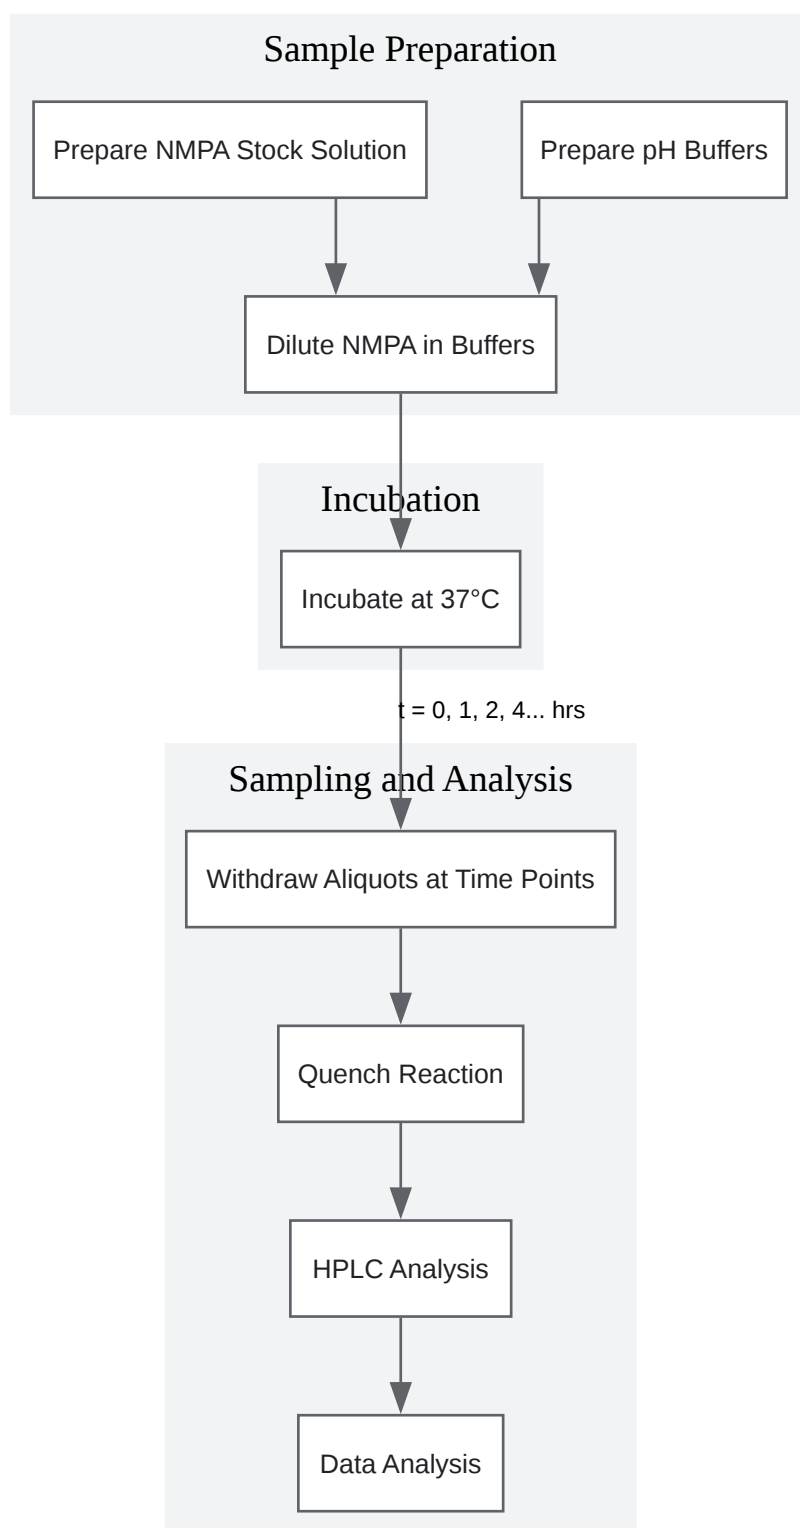 Sample Preparation
Prepare NMPA Stock Solution
Prepare pH Buffers
Dilute NMPA in Buffers
Incubation
Incubate at 37°C
t = 0, 1, 2, 4... hrs
Sampling and Analysis
Withdraw Aliquots at Time Points
Quench Reaction
HPLC Analysis
Data Analysis